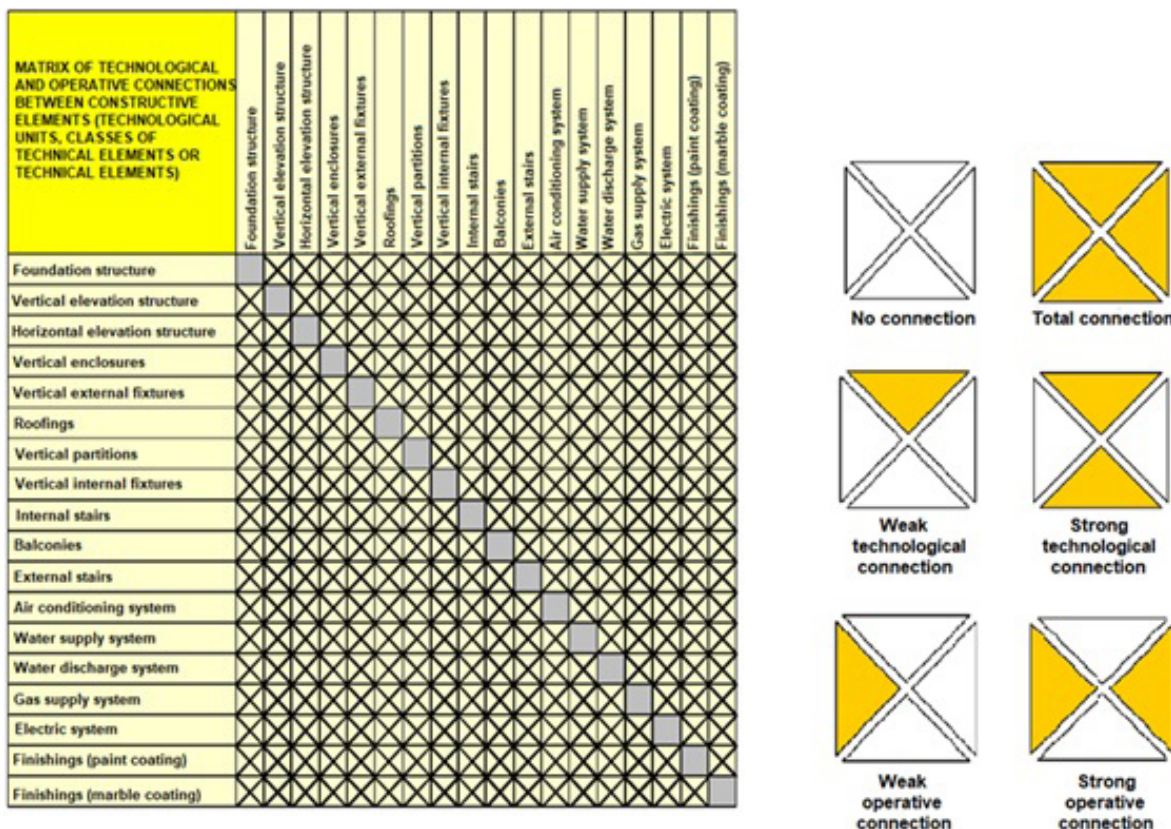 MATRIX OF TECHNOLOGICAL
AND OPERATIVE CONNECTIONS
BETWEEN CONSTRUCTIVE
ELEMENTS (TECHNOLOGICAL
UNITS, CLASSES OF
TECHNICAL ELEMENTS OR
TECHNICAL ELEMENTS)
Foundation structure
Vertical elevation structure
Horizontal elevation structure
Vertical enclosures
Vertical external fixtures
Roofings
Vertical partitions
Vertical internal fixtures
Internal stairs
Balconies
External stairs
Air conditioning system
Water supply system
Water discharge system
Gas supply system
Electric system
Finishings (paint coating)
Finishings (marble coating)
Foundation structure
Vertical elevation structure
Horizontal elevation structure
Vertical enclosures
Vertical external fixtures
Roofings
Vertical partitions
Vertical internal fixtures
Internal stairs
Balconies
External stairs
Air conditioning system
Water supply system
Water discharge system
Gas supply system
Electric system
Finishings (paint coating)
Finishings (marble coating)
No connection
Total connection
Weak
technological
connection
Strong
technological
connection
Weak
operative
connection
Strong
operative
connection